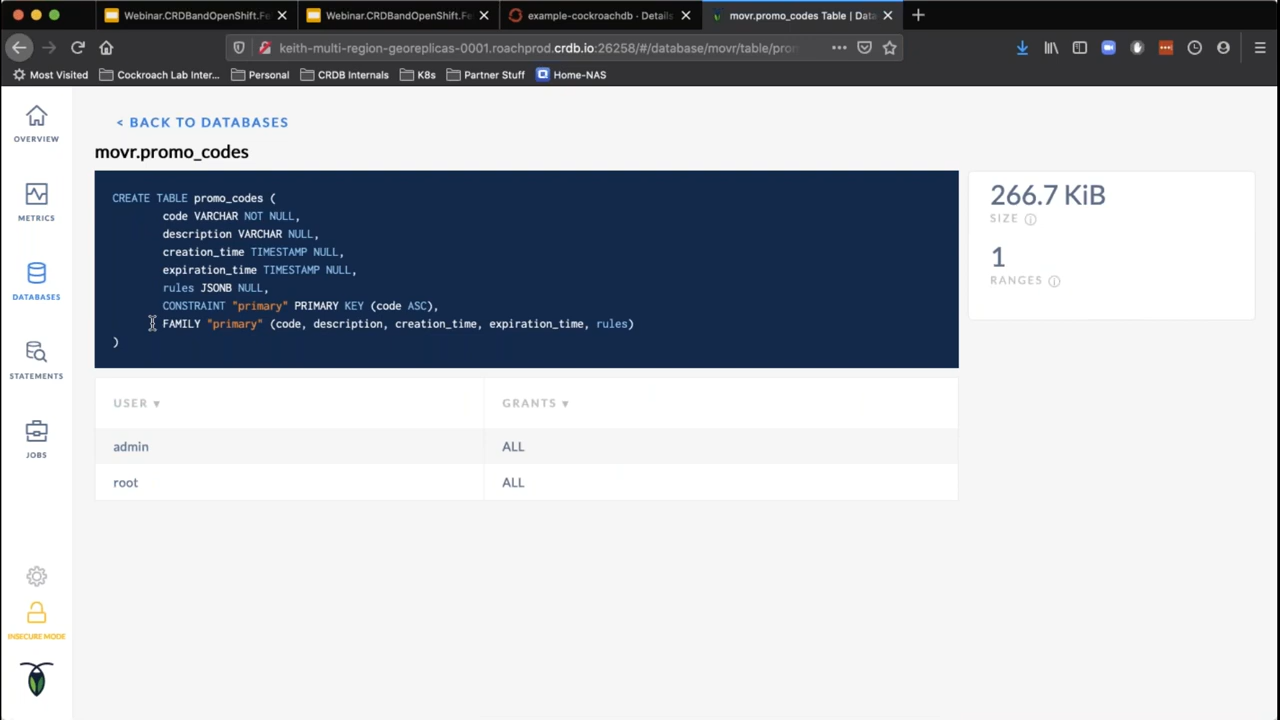 Webinar.CRDBandOpenShift.Fe
Webinar.CRDBandOpenShift.Fe
example-cockroachdb · Details
movr.promo_codes Table | Data
keith-multi-region-georeplicas-0001.roachprod.crdb.io:26258/#/database/movr/table/prom
Most Visited
Cockroach Lab Inter...
Personal
CRDB Internals
K8s
Partner Stuff
Home-NAS
OVERVIEW
METRICS
DATABASES
STATEMENTS
JOBS
INSECURE MODE
< BACK TO DATABASES
movr.promo_codes
CREATE TABLE promo_codes (
code VARCHAR NOT NULL,
description VARCHAR NULL,
creation_time TIMESTAMP NULL,
expiration_time TIMESTAMP NULL,
rules JSONB NULL,
CONSTRAINT "primary" PRIMARY KEY (code ASC),
FAMILY "primary" (code, description, creation_time, expiration_time, rules)
)
266.7 KiB
SIZE
1
RANGES
USER ▼ GRANTS ▼
admin ALL
root ALL